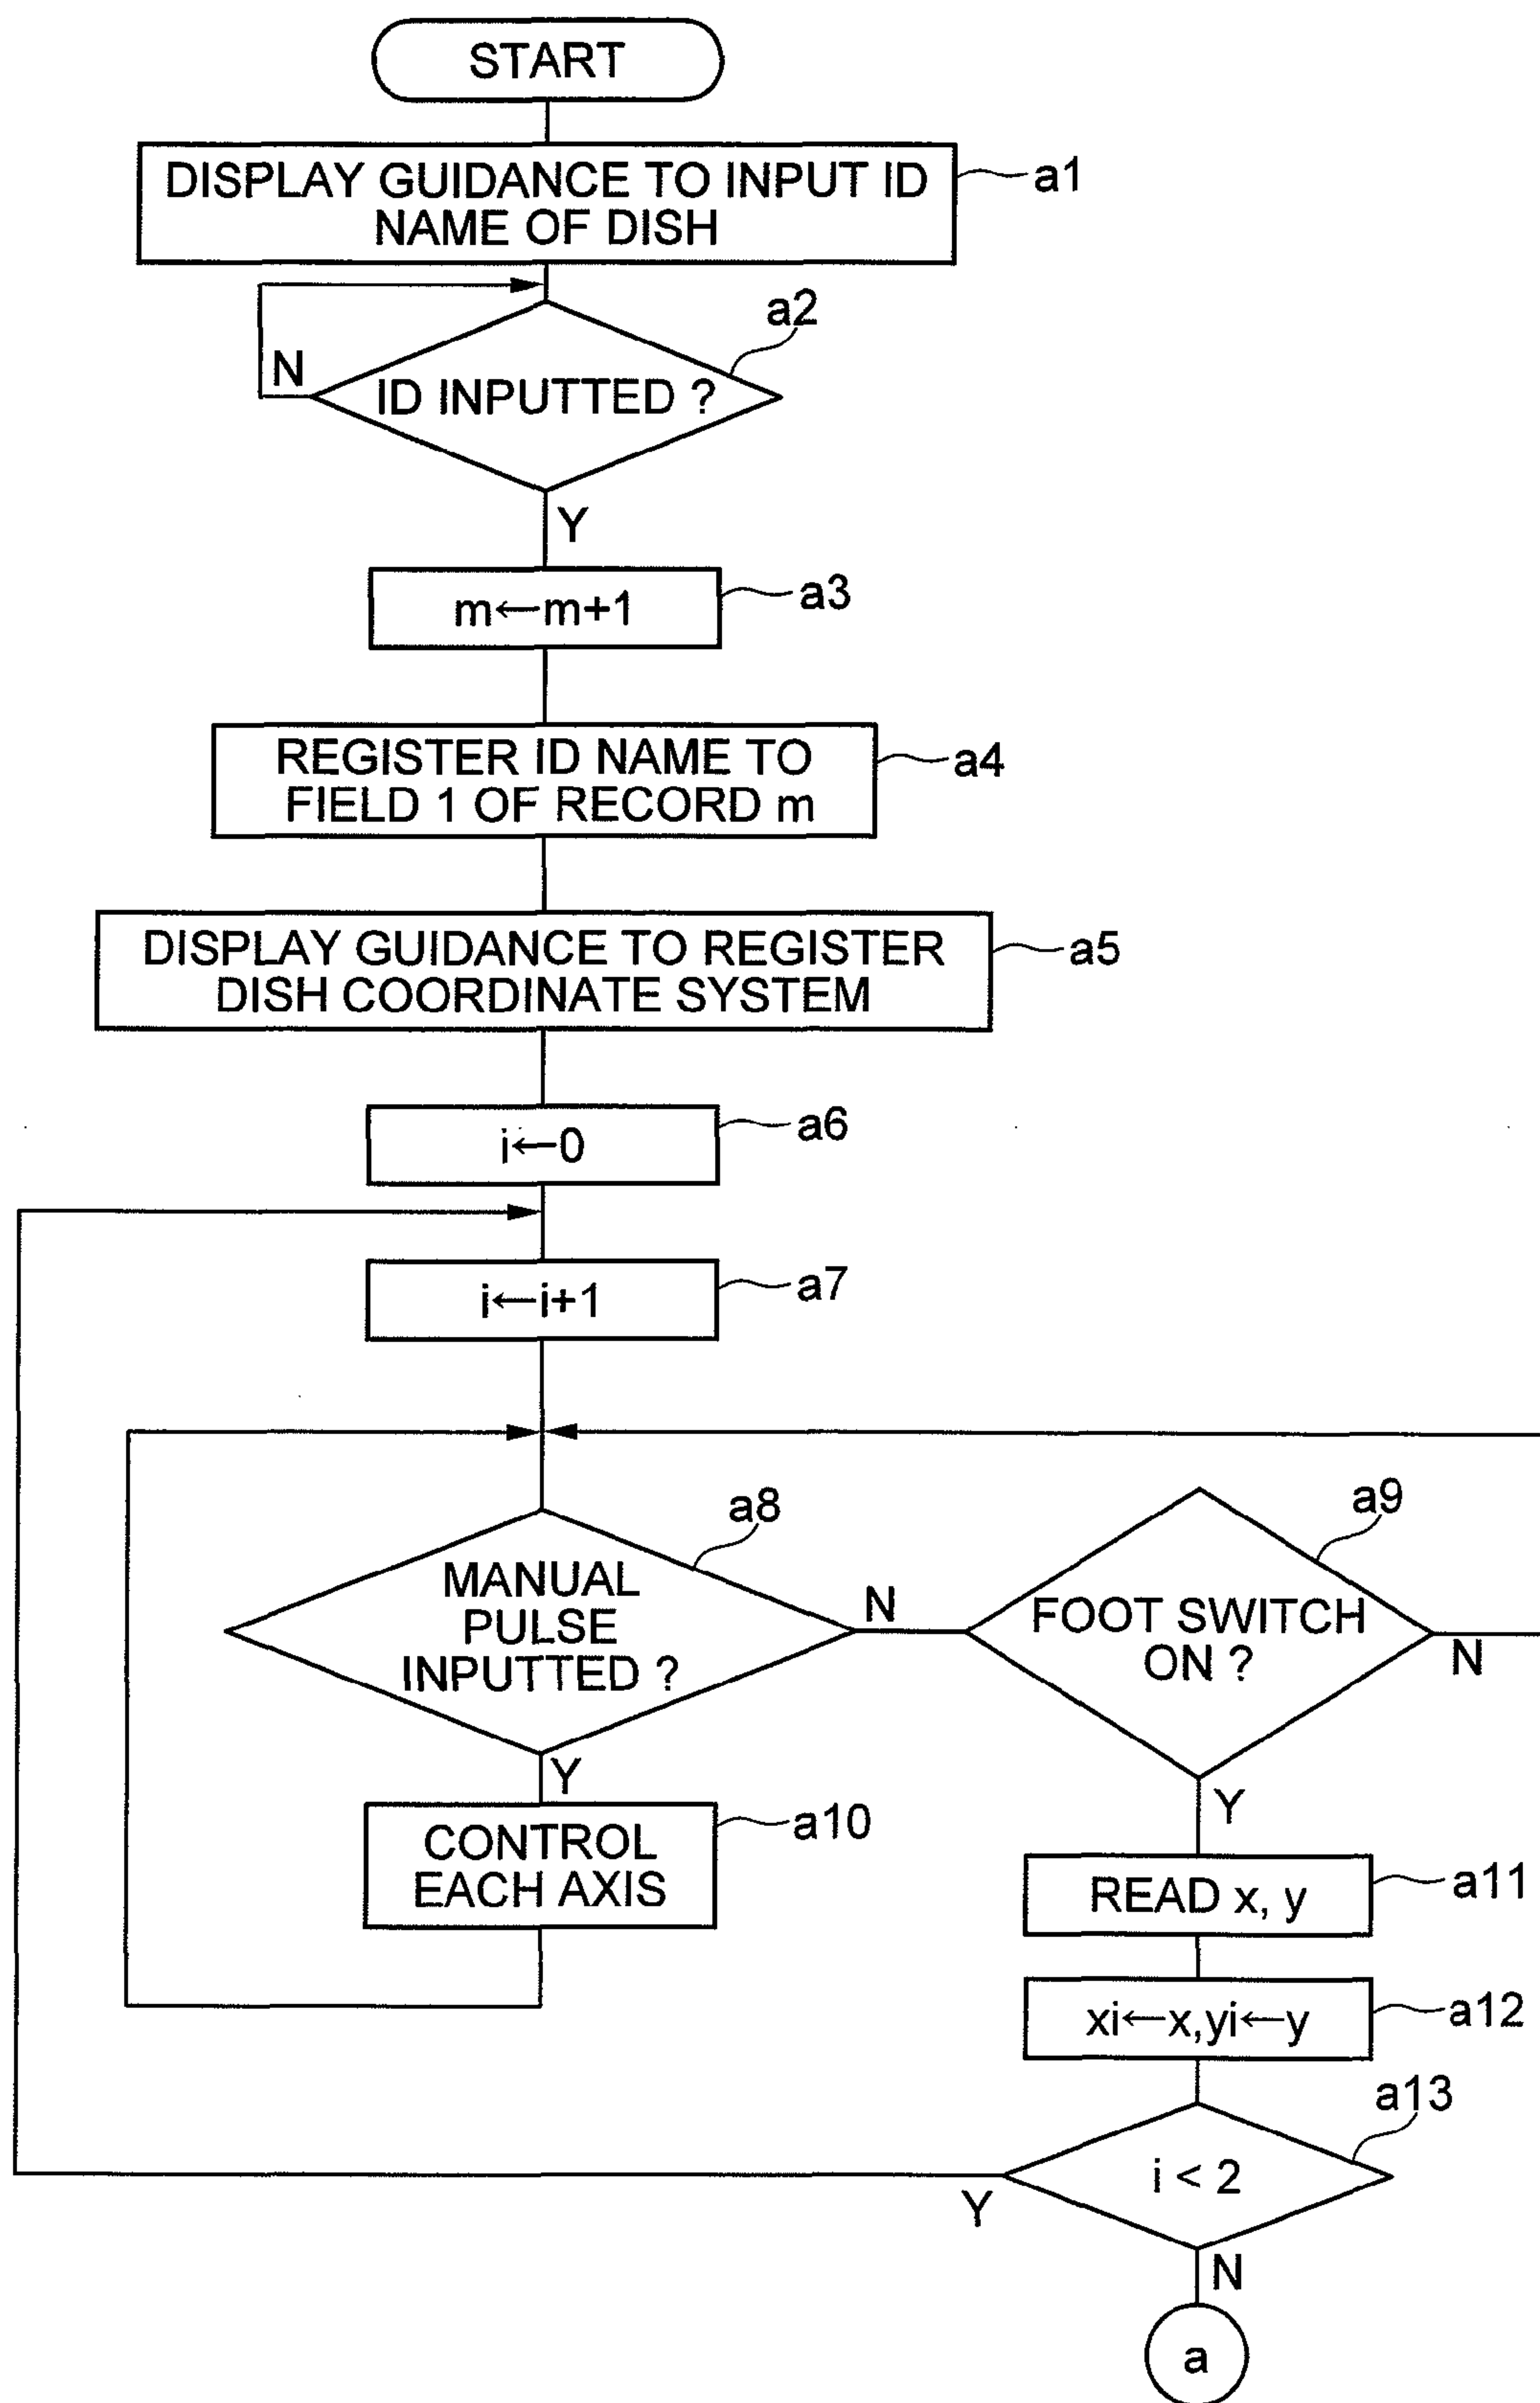 START
DISPLAY GUIDANCE TO INPUT ID
NAME OF DISH
a1
a2
N
ID INPUTTED ?
Y
m←m+1
a3
REGISTER ID NAME TO
FIELD 1 OF RECORD m
a4
DISPLAY GUIDANCE TO REGISTER
DISH COORDINATE SYSTEM
a5
i←0
a6
i←i+1
a7
a8
MANUAL
PULSE
INPUTTED ?
N
a9
FOOT SWITCH
ON ?
N
Y
CONTROL
EACH AXIS
a10
Y
READ x, y
a11
xi←x,yi←y
a12
a13
i < 2
Y
N
a